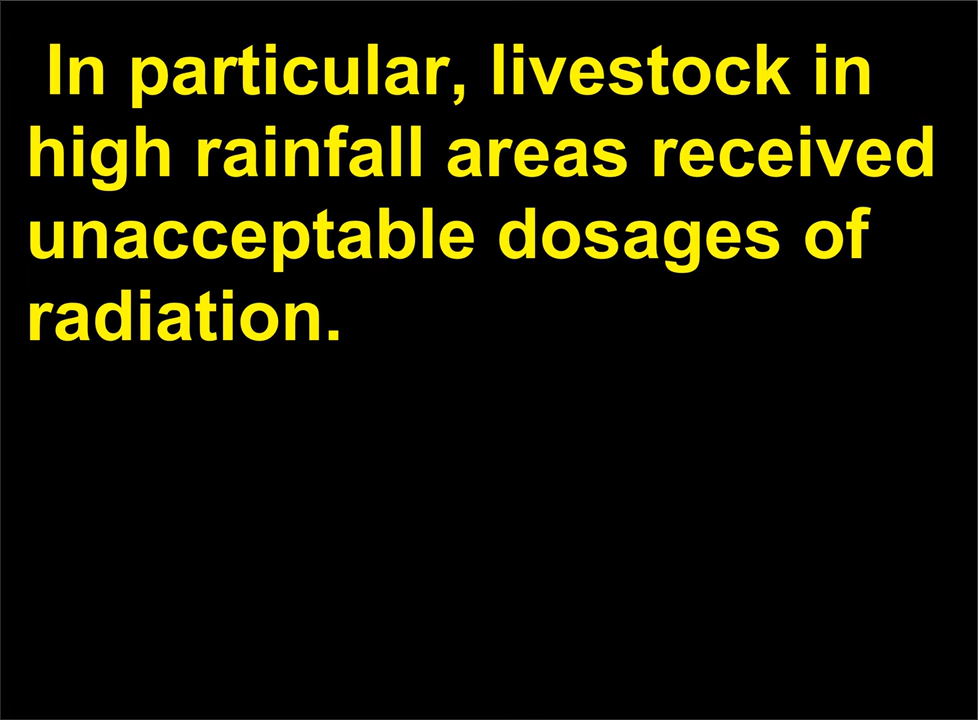 In particular, livestock in
high rainfall areas received
unacceptable dosages of
radiation.